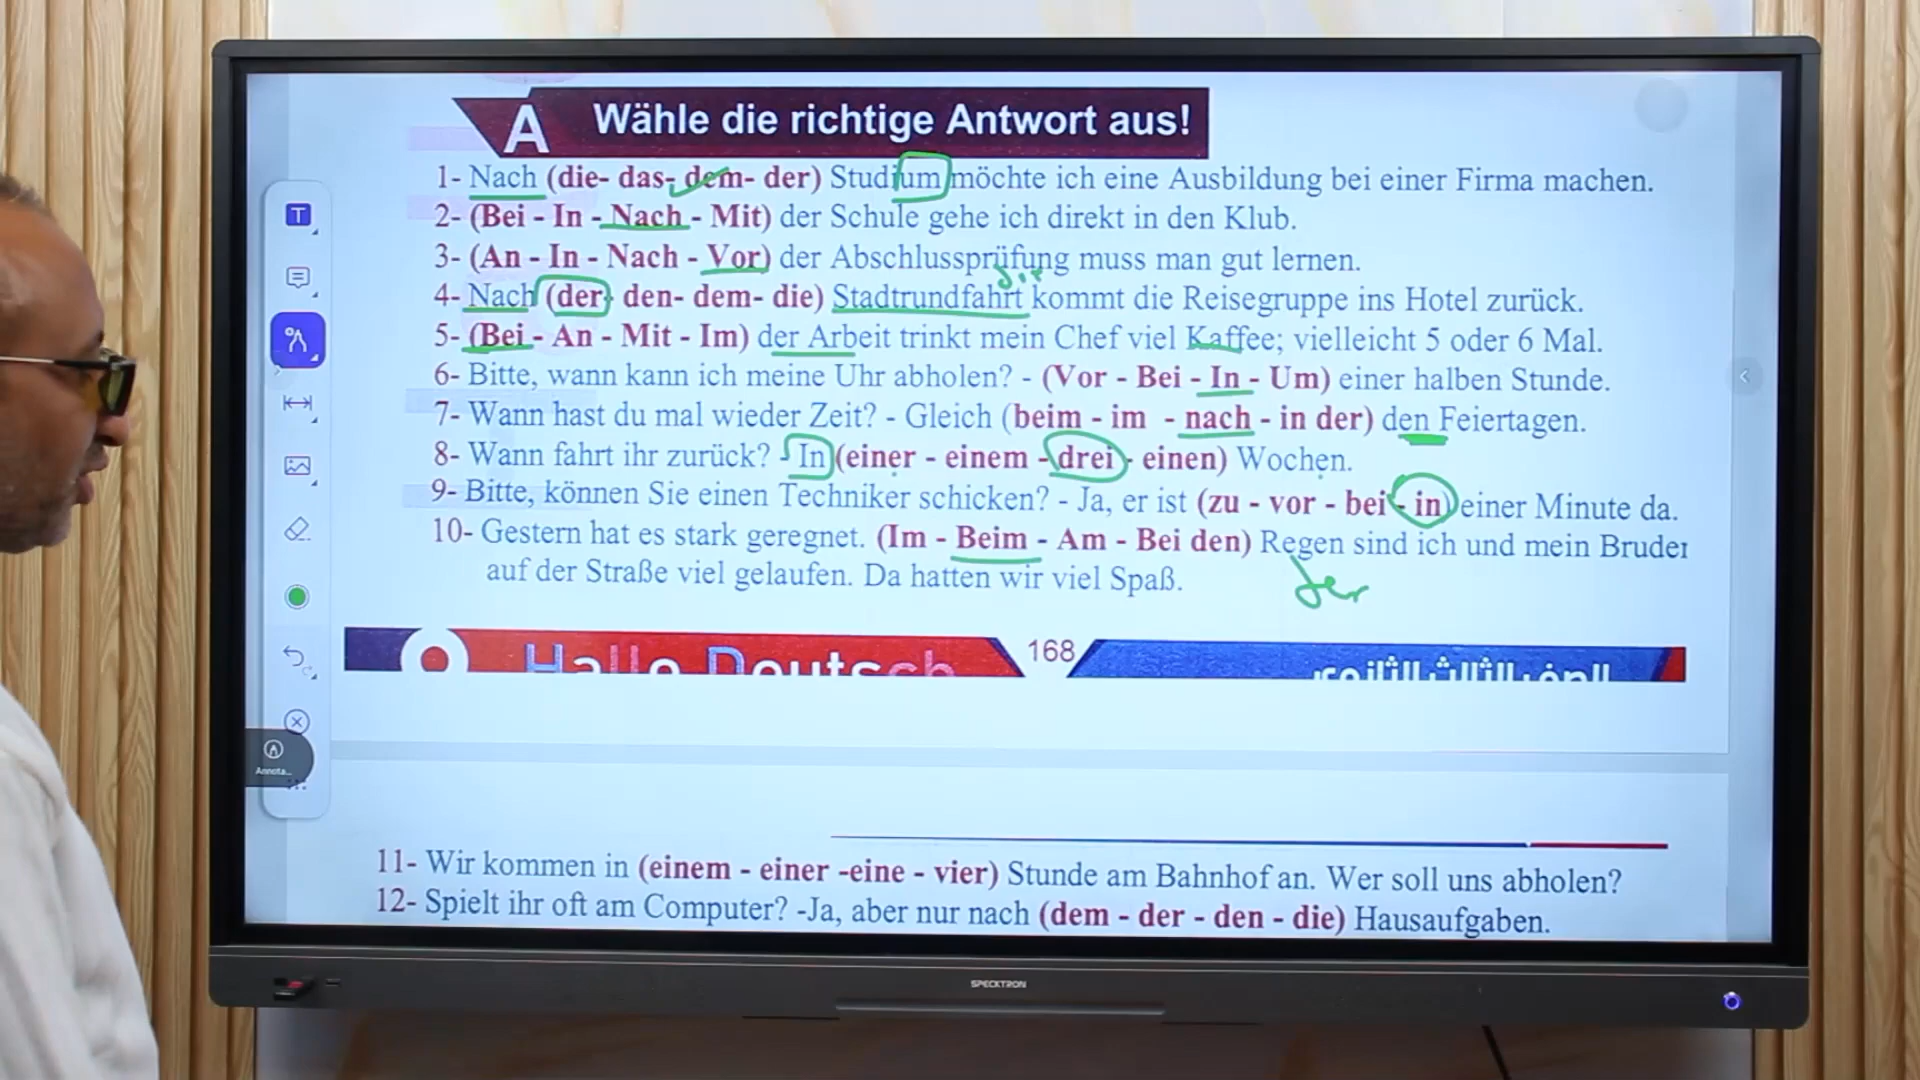 A Wähle die richtige Antwort aus!
1- Nach (die- das- dem- der) Studium möchte ich eine Ausbildung bei einer Firma machen.
2- (Bei - In - Nach - Mit) der Schule gehe ich direkt in den Klub.
3- (An - In - Nach - Vor) der Abschlussprüfung muss man gut lernen.
die
4- Nach (der- den- dem- die) Stadtrundfahrt kommt die Reisegruppe ins Hotel zurück.
5- (Bei - An - Mit - Im) der Arbeit trinkt mein Chef viel Kaffee; vielleicht 5 oder 6 Mal.
6- Bitte, wann kann ich meine Uhr abholen? - (Vor - Bei - In - Um) einer halben Stunde.
7- Wann hast du mal wieder Zeit? - Gleich (beim - im - nach - in der) den Feiertagen.
8- Wann fahrt ihr zurück? - In (einer - einem - drei - einen) Wochen.
9- Bitte, können Sie einen Techniker schicken? - Ja, er ist (zu - vor - bei - in) einer Minute da.
10- Gestern hat es stark geregnet. (Im - Beim - Am - Bei den) Regen sind ich und mein Bruder
auf der Straße viel gelaufen. Da hatten wir viel Spaß.
der
Hallo Deutsch 168 الصف الثالث الثانوي
11- Wir kommen in (einem - einer -eine - vier) Stunde am Bahnhof an. Wer soll uns abholen?
12- Spielt ihr oft am Computer? -Ja, aber nur nach (dem - der - den - die) Hausaufgaben.
T
Annota...
SPECKTRON